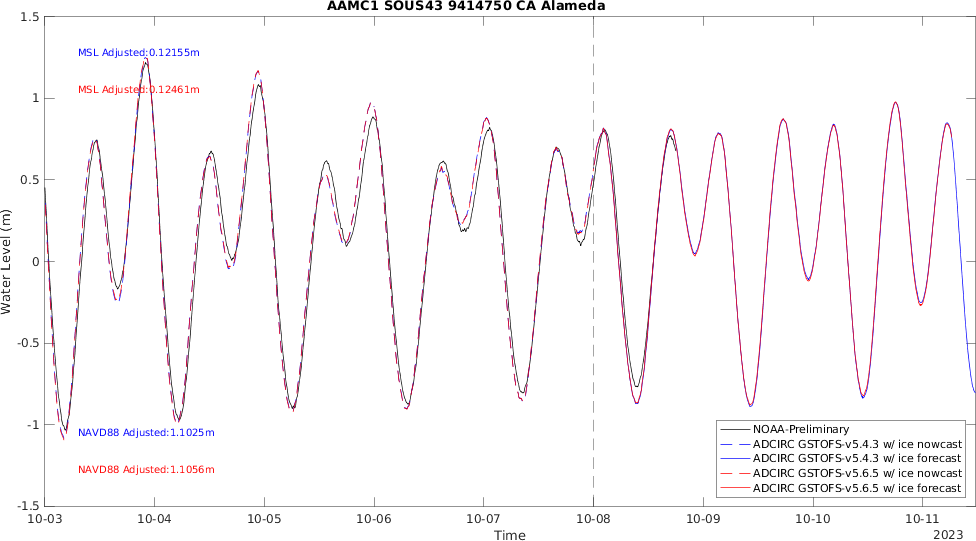 AAMC1 SOUS43 9414750 CA Alameda
1.5
1
0.5
0
-0.5
-1
-1.5
Water Level (m)
MSL Adjusted:0.12155m
MSL Adjusted:0.12461m
NAVD88 Adjusted:1.1025m
NAVD88 Adjusted:1.1056m
NOAA-Preliminary
ADCIRC GSTOFS-v5.4.3 w/ ice nowcast
ADCIRC GSTOFS-v5.4.3 w/ ice forecast
ADCIRC GSTOFS-v5.6.5 w/ ice nowcast
ADCIRC GSTOFS-v5.6.5 w/ ice forecast
10-03 10-04 10-05 10-06 10-07 10-08 10-09 10-10 10-11
Time
2023